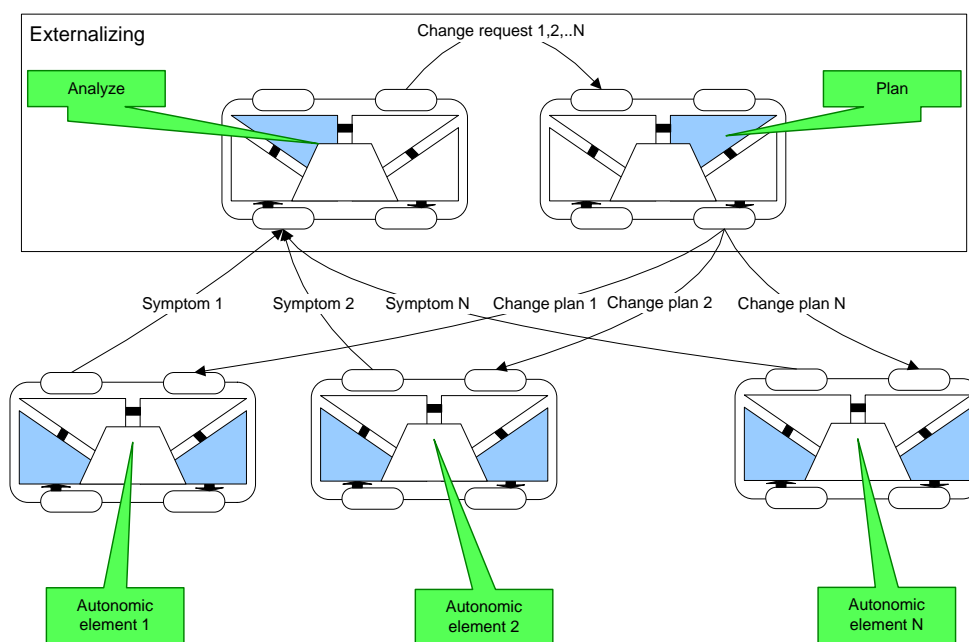 Externalizing
Change request 1,2,..N
Analyze
Plan
Symptom 1
Symptom 2
Symptom N
Change plan 1
Change plan 2
Change plan N
Autonomic
element 1
Autonomic
element 2
Autonomic
element N